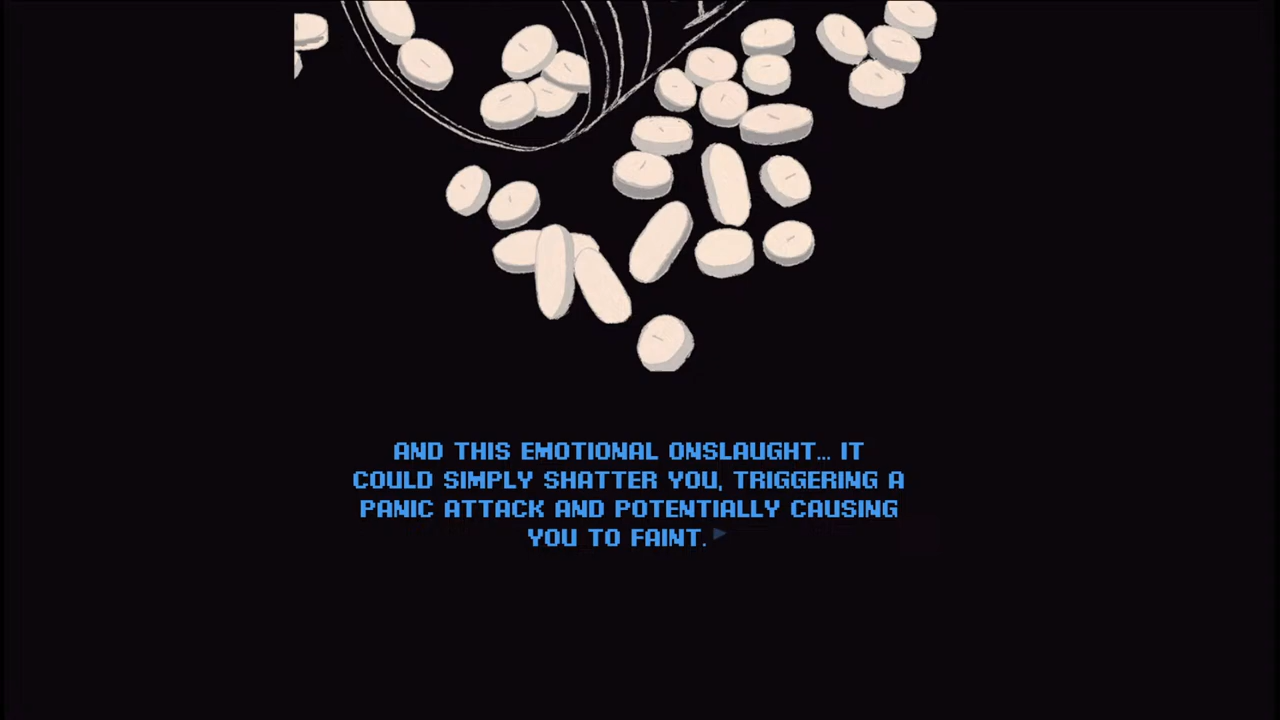 AND THIS EMOTIONAL ONSLAUGHT... IT
COULD SIMPLY SHATTER YOU, TRIGGERING A
PANIC ATTACK AND POTENTIALLY CAUSING
YOU TO FAINT.